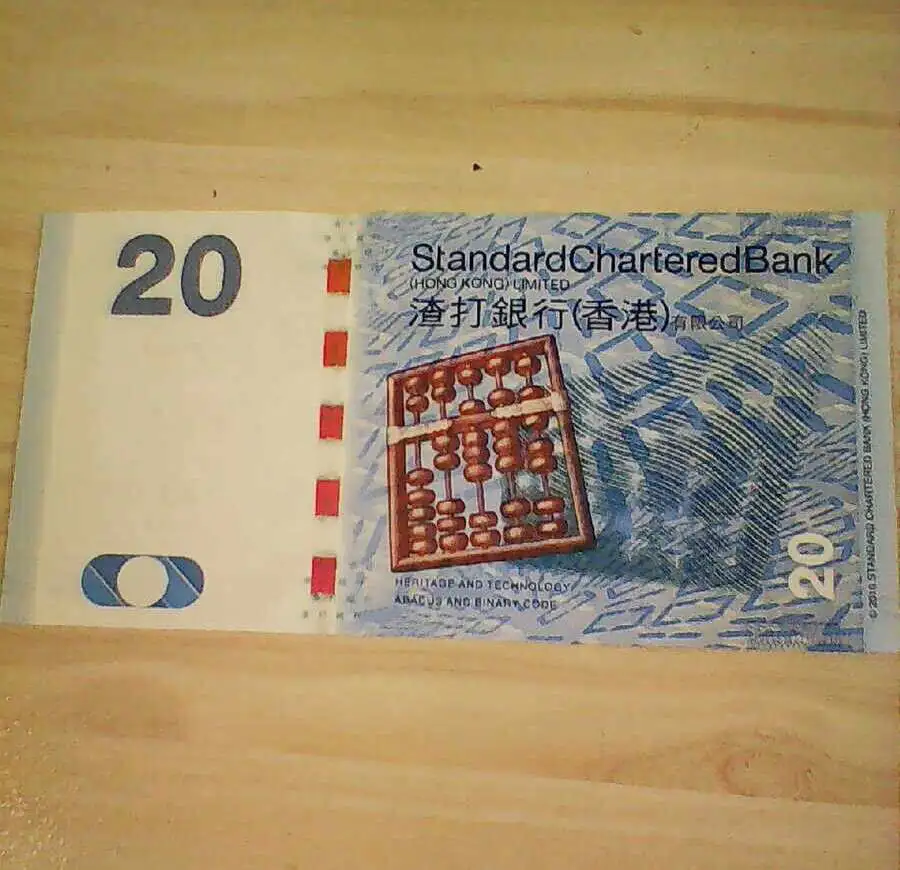 20
StandardCharteredBank
(HONG KONG) LIMITED
渣打銀行(香港)有限公司
HERITAGE AND TECHNOLOGY
ABACUS AND BINARY CODE
20
© 2010 STANDARD CHARTERED BANK (HONG KONG) LIMITED